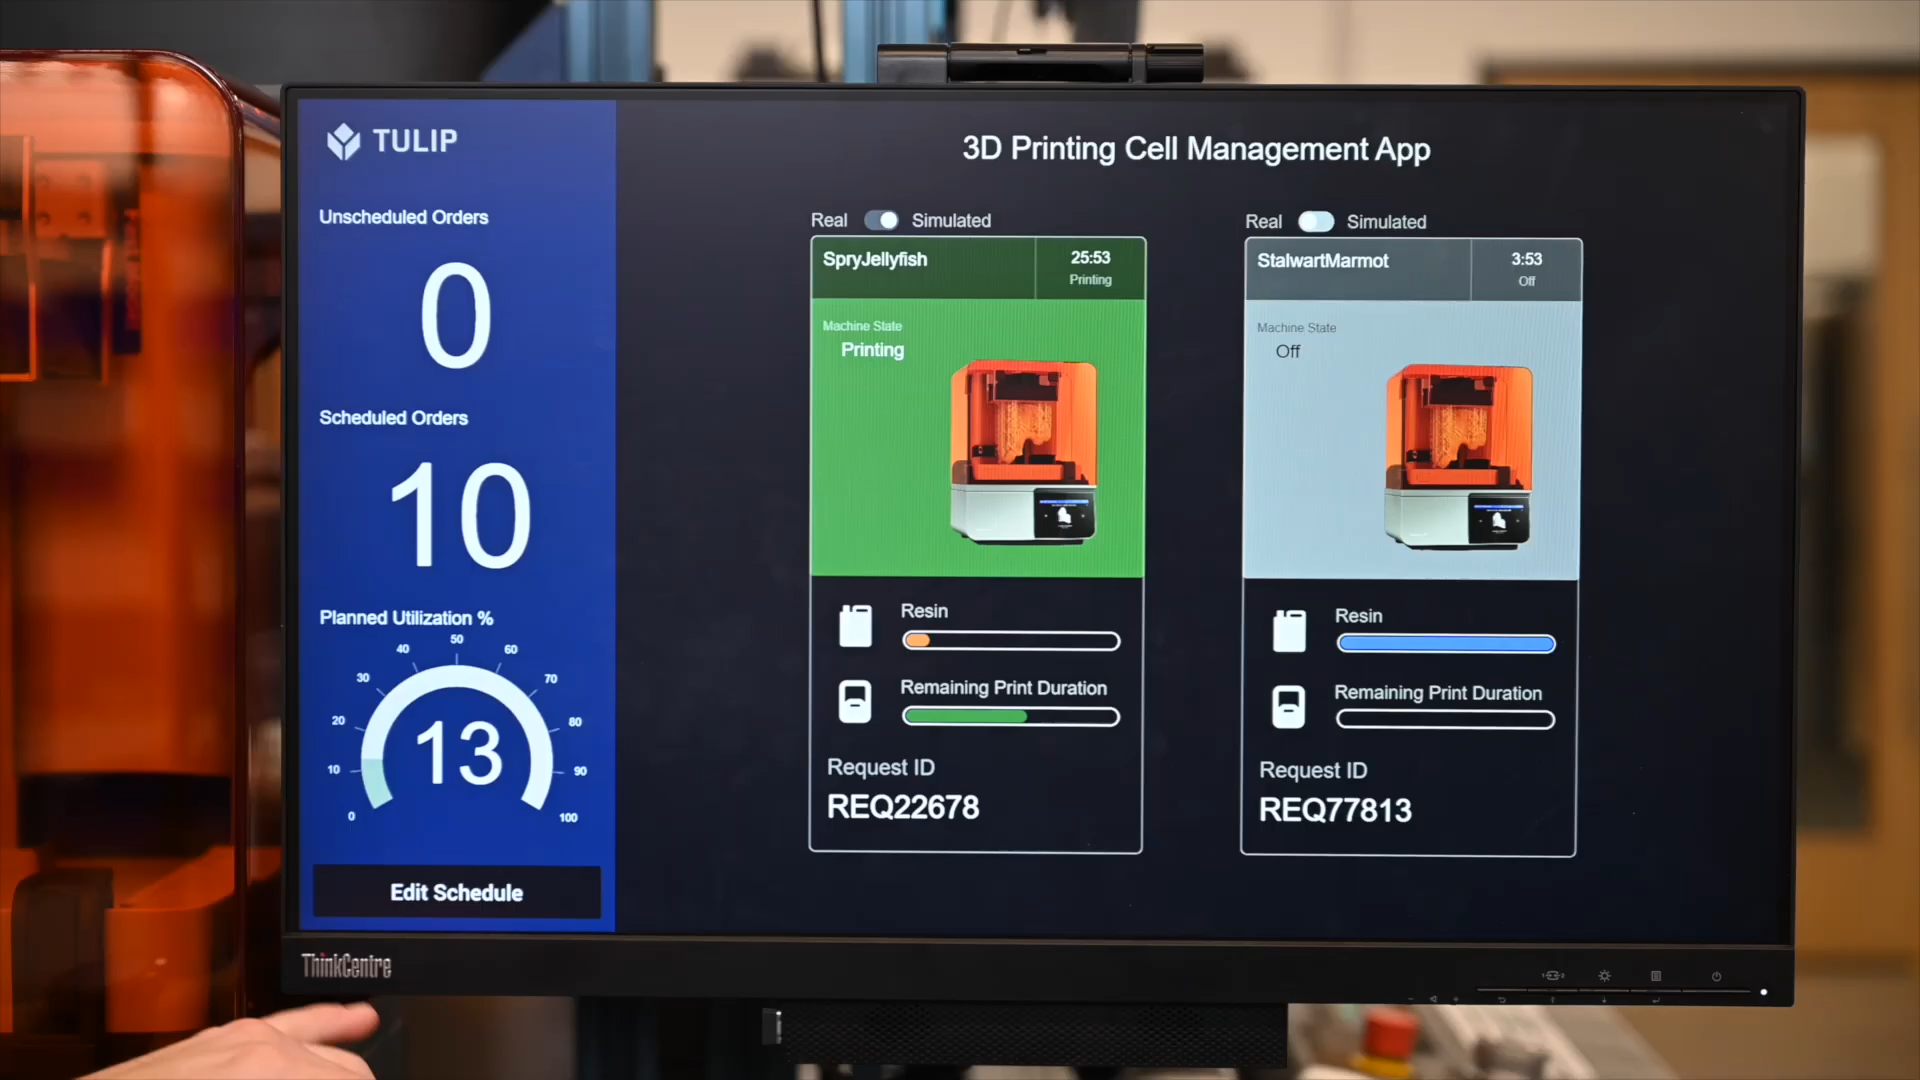 TULIP
Unscheduled Orders
0
Scheduled Orders
10
Planned Utilization %
0
10
20
30
40
50
60
70
80
90
100
13
Edit Schedule
3D Printing Cell Management App
Real Simulated
SpryJellyfish
25:53
Printing
Machine State
Printing
Resin
Remaining Print Duration
Request ID
REQ22678
Real Simulated
StalwartMarmot
3:53
Off
Machine State
Off
Resin
Remaining Print Duration
Request ID
REQ77813
ThinkCentre